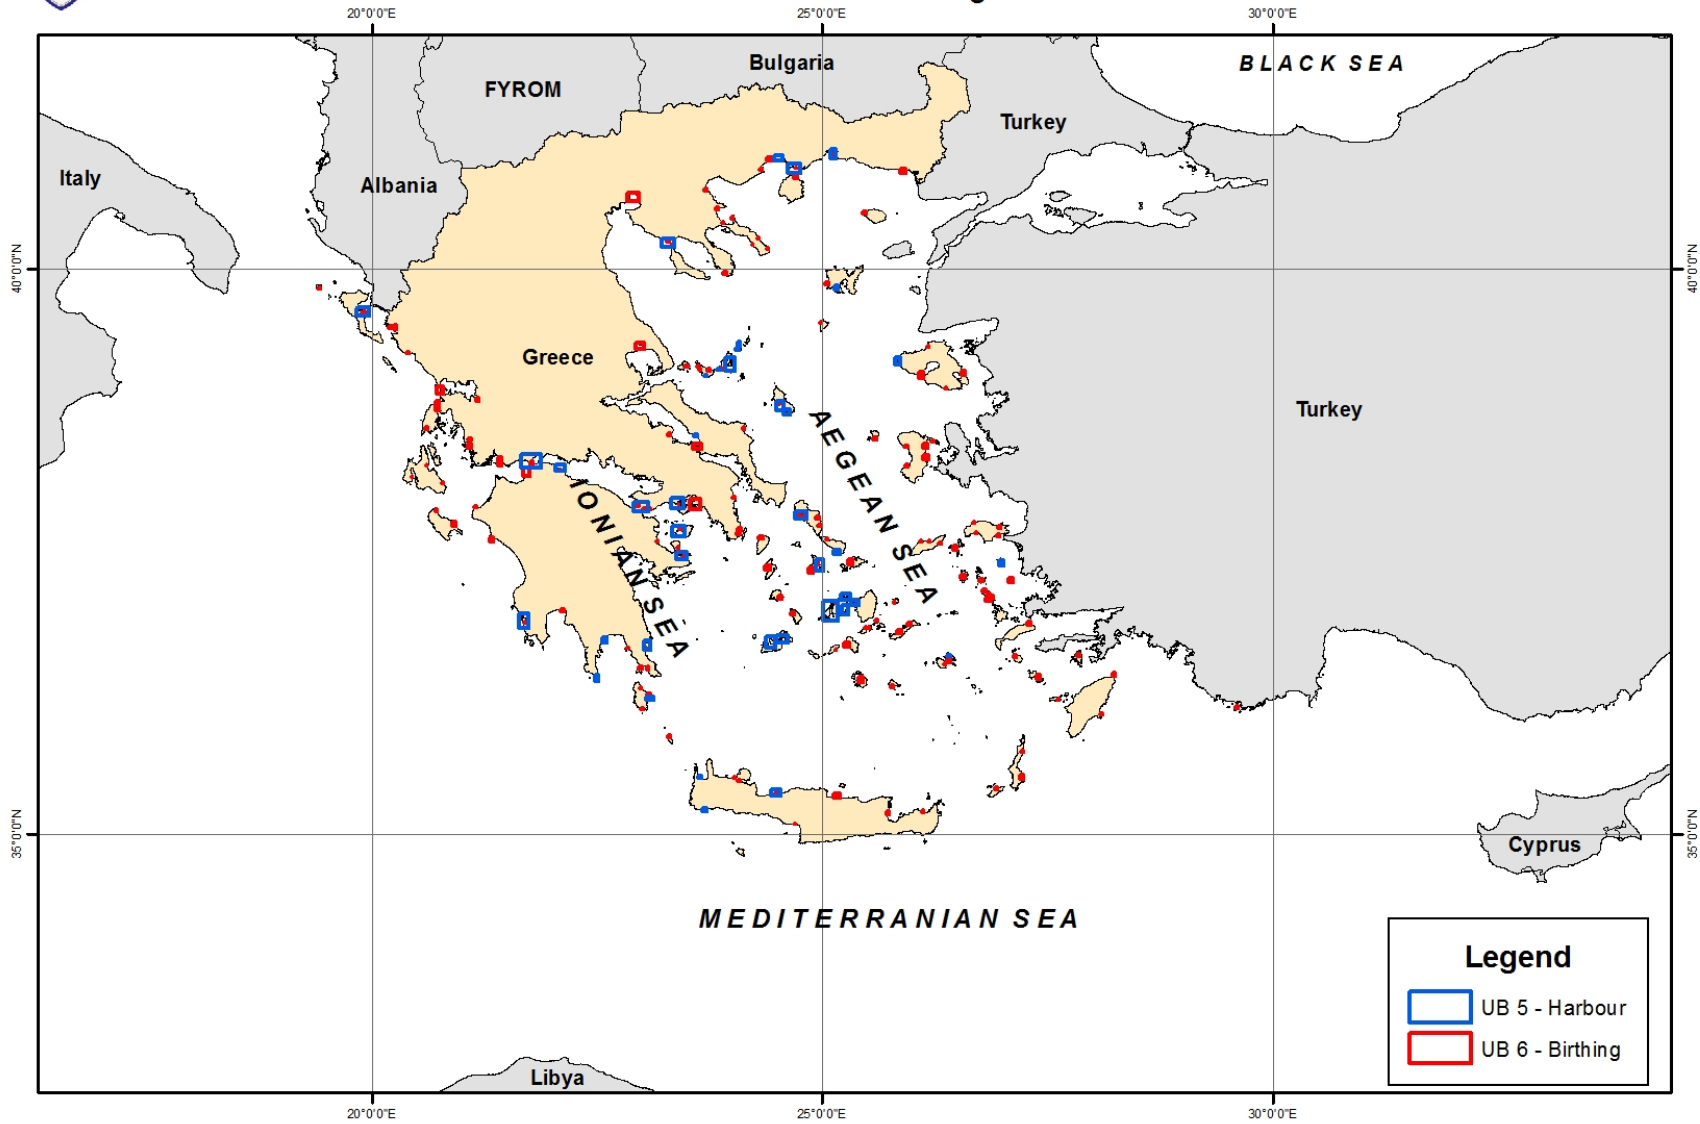 20°0'0"E
25°0'0"E
30°0'0"E
BLACK SEA
Bulgaria
FYROM
Turkey
Italy
Albania
40°0'0"N
40°0'0"N
Greece
Turkey
AEGEAN SEA
IONIAN SEA
35°0'0"N
35°0'0"N
Cyprus
MEDITERRANIAN SEA
Legend
UB 5 - Harbour
UB 6 - Birthing
Libya
20°0'0"E
25°0'0"E
30°0'0"E